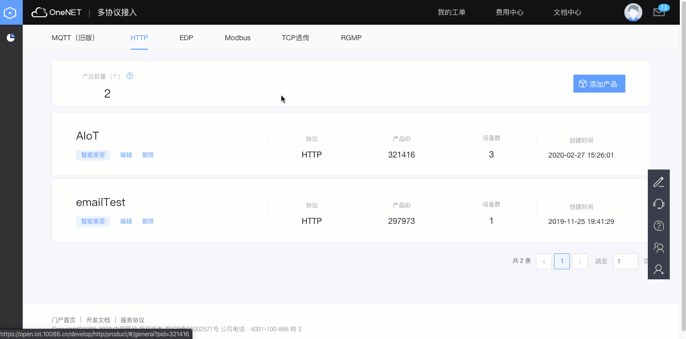 OneNET | 多协议接入 我的工单 费用中心 文档中心 73
MQTT（旧版） HTTP EDP Modbus TCP透传 RGMP
产品数量（个）
2
添加产品
AIoT
智能家居 编辑 删除
协议
HTTP
产品ID
321416
设备数
3
创建时间
2020-02-27 15:26:01
emailTest
智能家居 编辑 删除
协议
HTTP
产品ID
297973
设备数
1
创建时间
2019-11-25 19:41:29
共 2 条 < 1 > 跳至 1
门户首页 | 开发文档 | 服务协议
002571号 公司电话：4001-100-866 转 3
https://open.iot.10086.cn/develop/http/product/#/general?pid=321416